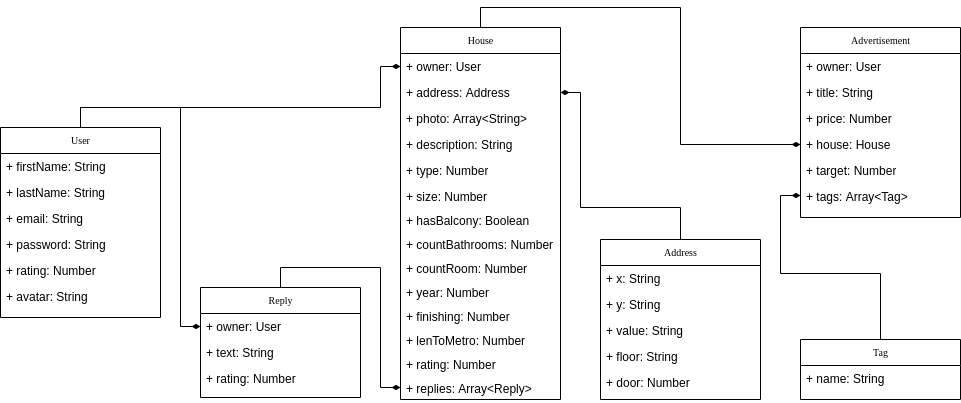 House
+ owner: User
+ address: Address
+ photo: Array<String>
+ description: String
+ type: Number
+ size: Number
+ hasBalcony: Boolean
+ countBathrooms: Number
+ countRoom: Number
+ year: Number
+ finishing: Number
+ lenToMetro: Number
+ rating: Number
+ replies: Array<Reply>
Advertisement
+ owner: User
+ title: String
+ price: Number
+ house: House
+ target: Number
+ tags: Array<Tag>
User
+ firstName: String
+ lastName: String
+ email: String
+ password: String
+ rating: Number
+ avatar: String
Reply
+ owner: User
+ text: String
+ rating: Number
Address
+ x: String
+ y: String
+ value: String
+ floor: String
+ door: Number
Tag
+ name: String